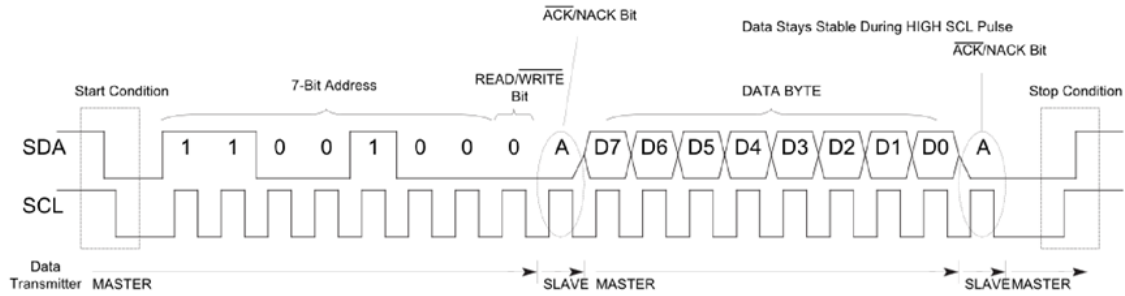 ACK/NACK Bit
Data Stays Stable During HIGH SCL Pulse
ACK/NACK Bit
READ/WRITE
Bit
Start Condition
7-Bit Address
DATA BYTE
Stop Condition
SDA 1 1 0 0 1 0 0 0 A D7 D6 D5 D4 D3 D2 D1 D0 A
SCL
Data
Transmitter MASTER SLAVE MASTER SLAVE MASTER